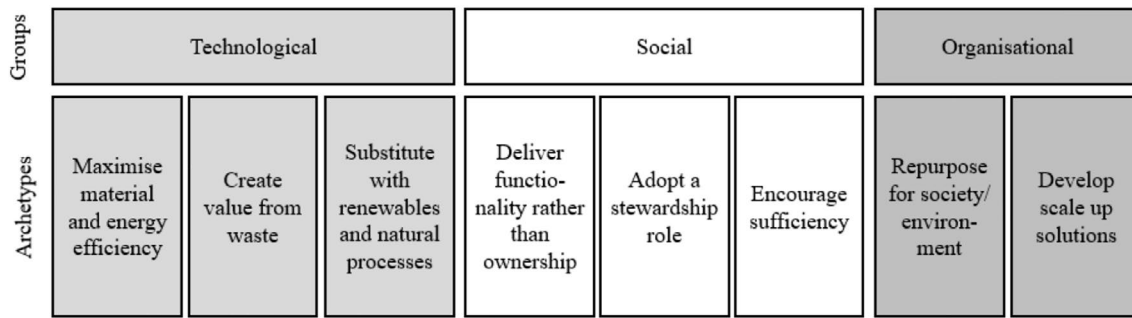 Groups
Technological
Social
Organisational
Archetypes
Maximise
material
and energy
efficiency
Create
value from
waste
Substitute
with
renewables
and natural
processes
Deliver
functio-
nality rather
than
ownership
Adopt a
stewardship
role
Encourage
sufficiency
Repurpose
for society/
environ-
ment
Develop
scale up
solutions